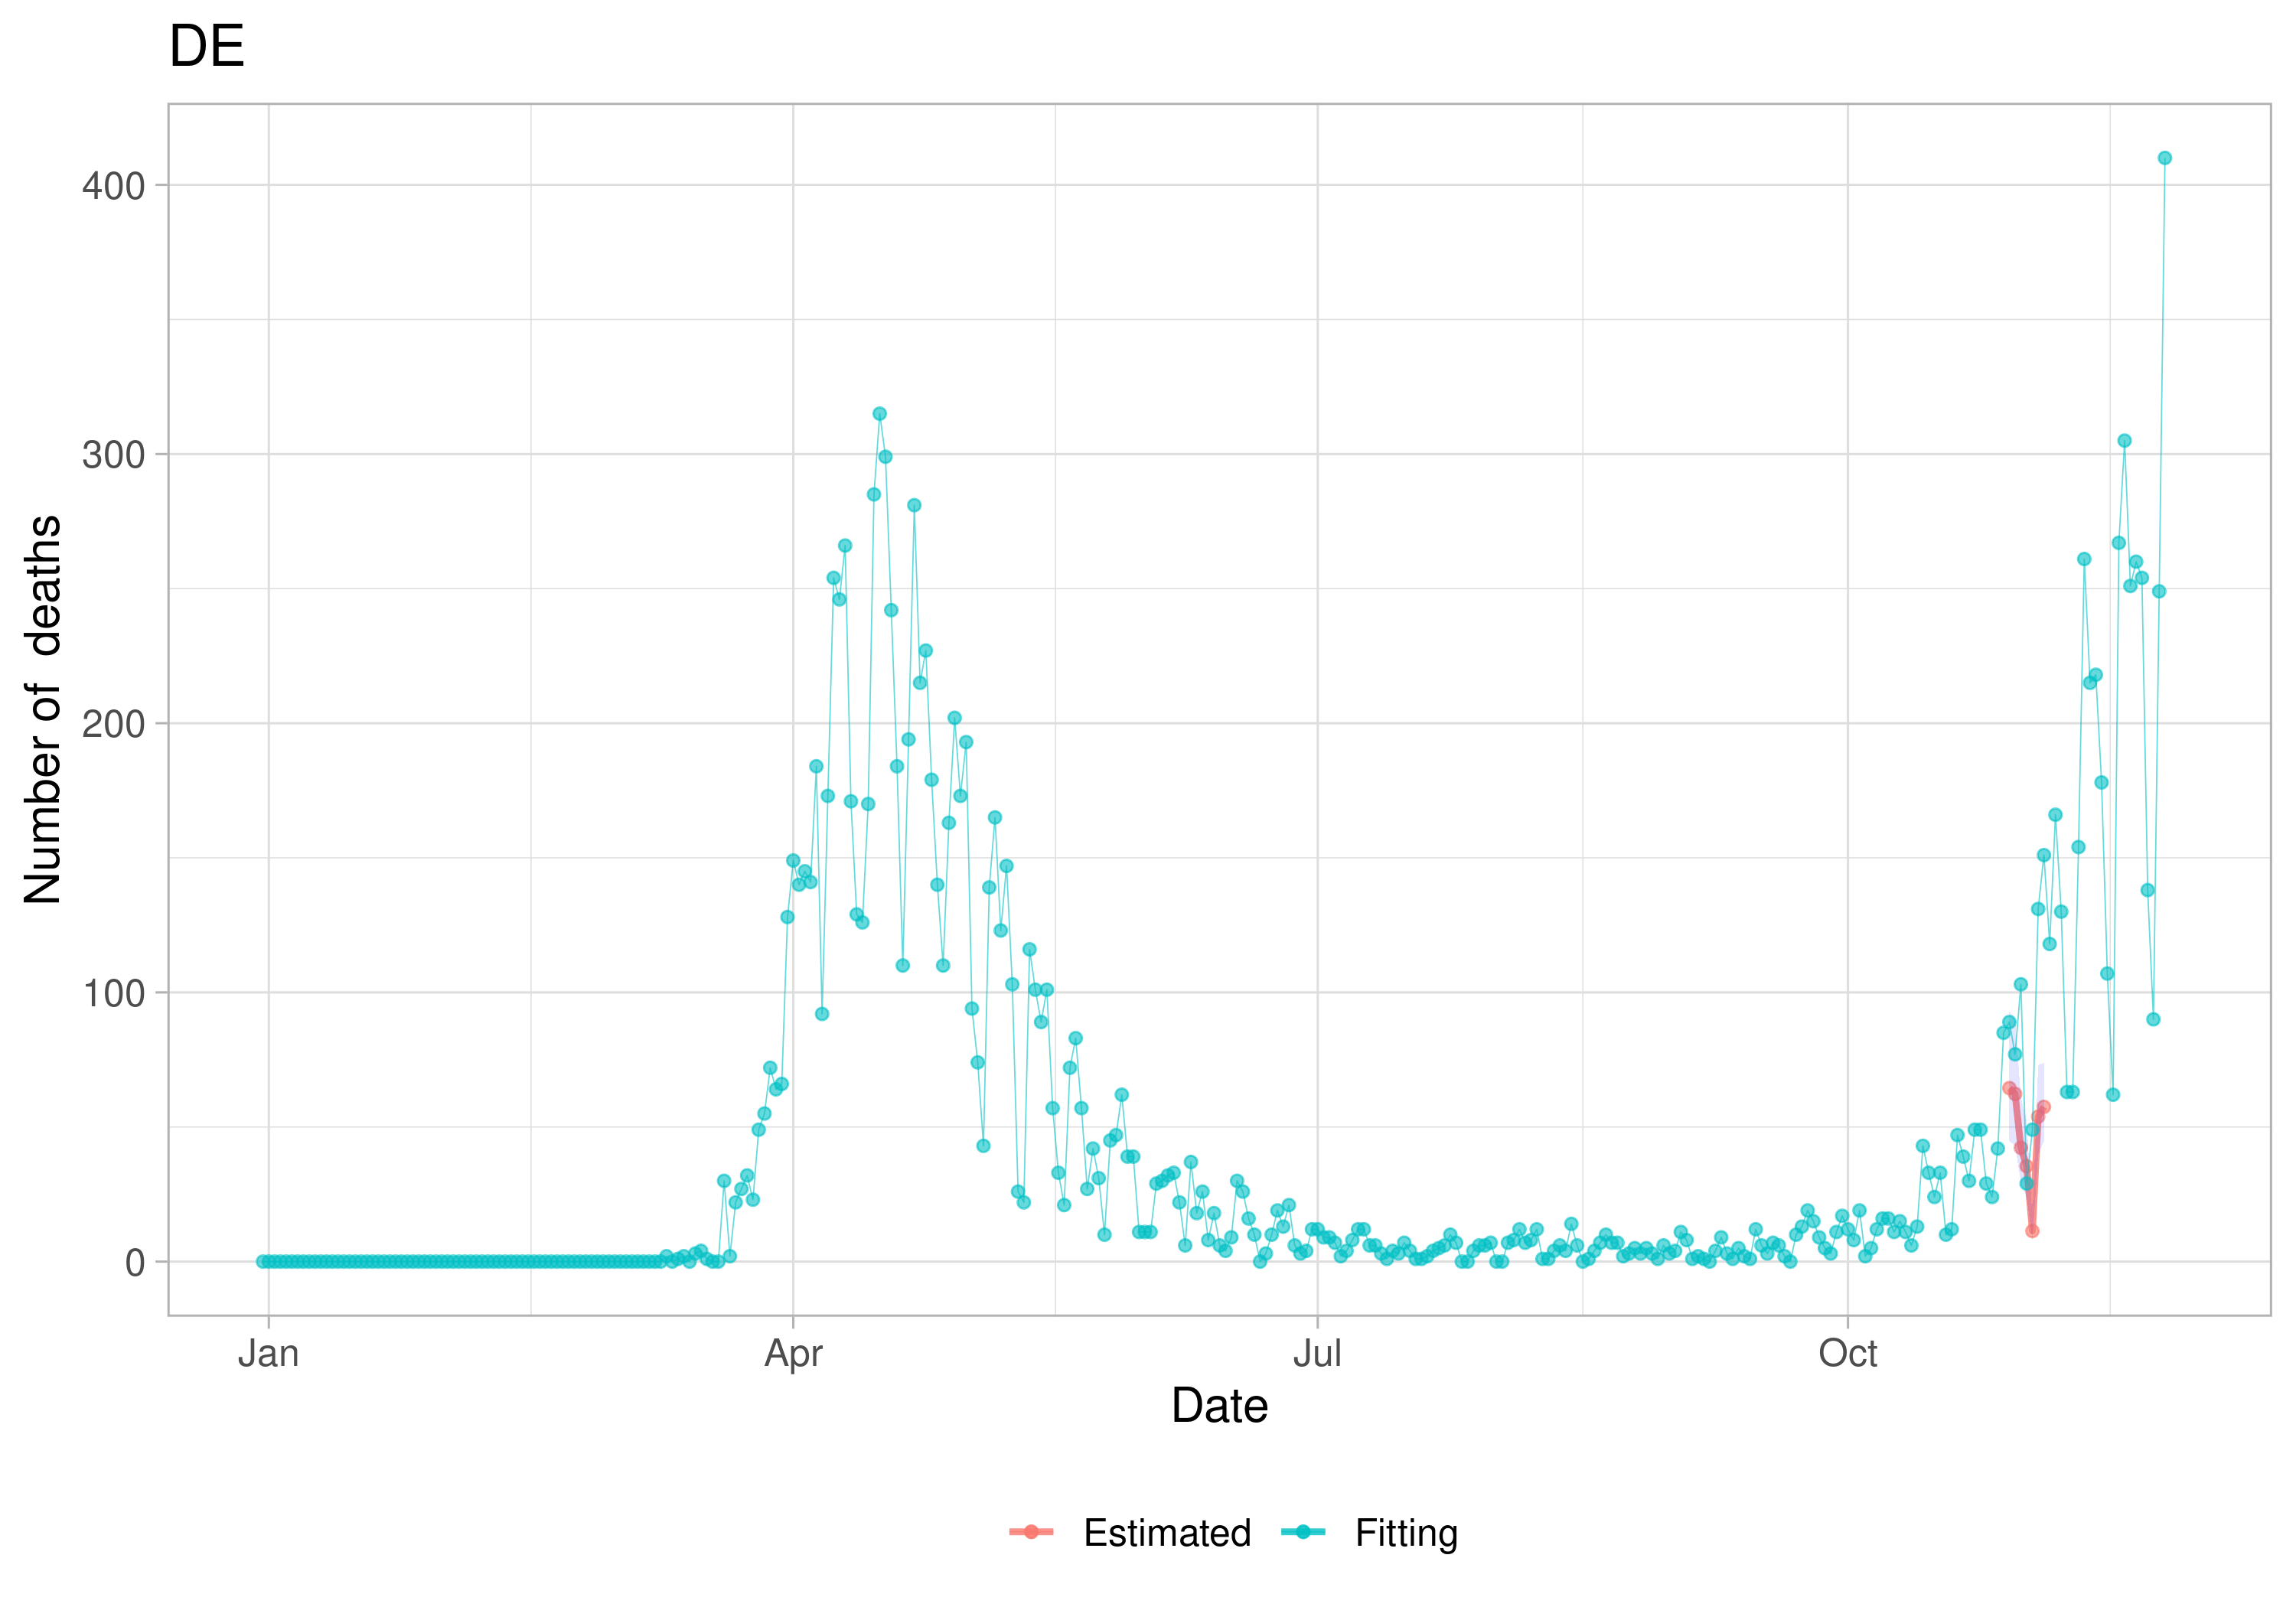 DE
Number of deaths
400
300
200
100
0
Jan Apr Jul Oct
Date
Estimated Fitting